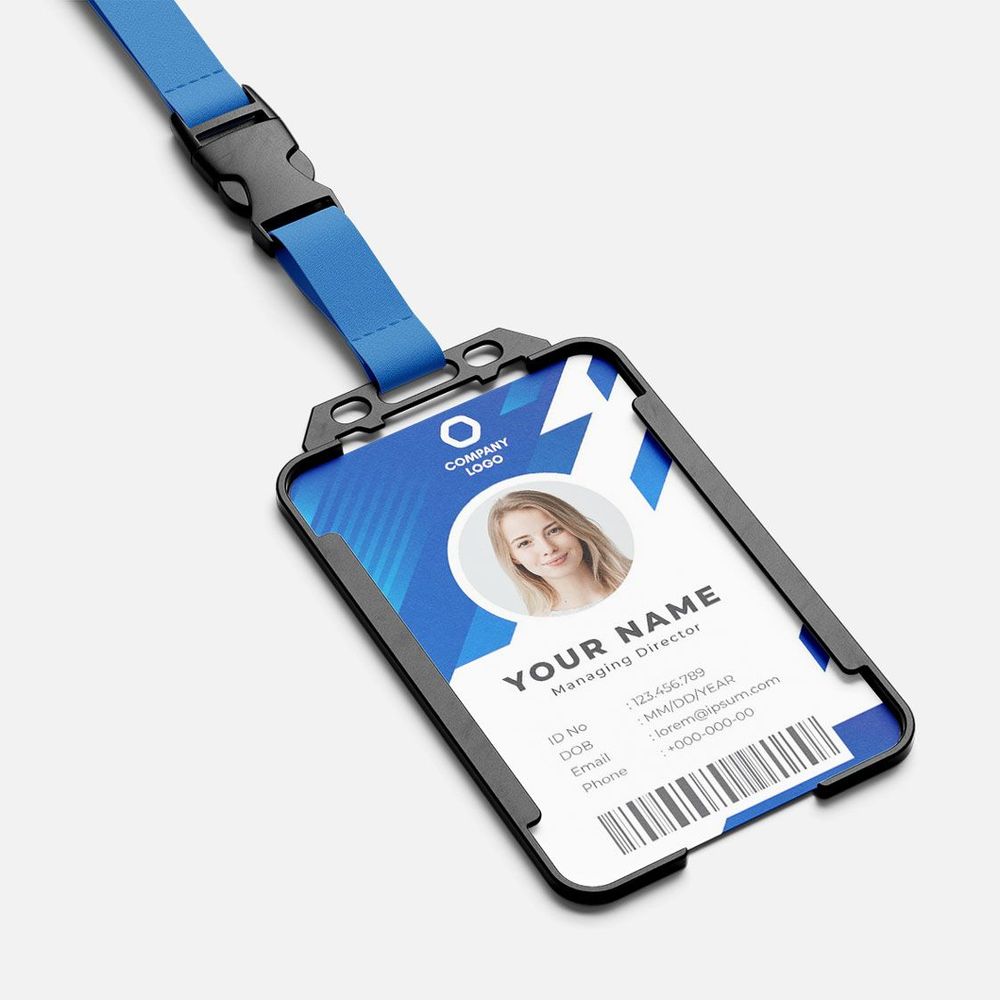 COMPANY
LOGO
YOUR NAME
Managing Director
ID No : 123.456.789
DOB : MM/DD/YEAR
Email : lorem@ipsum.com
Phone : +000-000-00